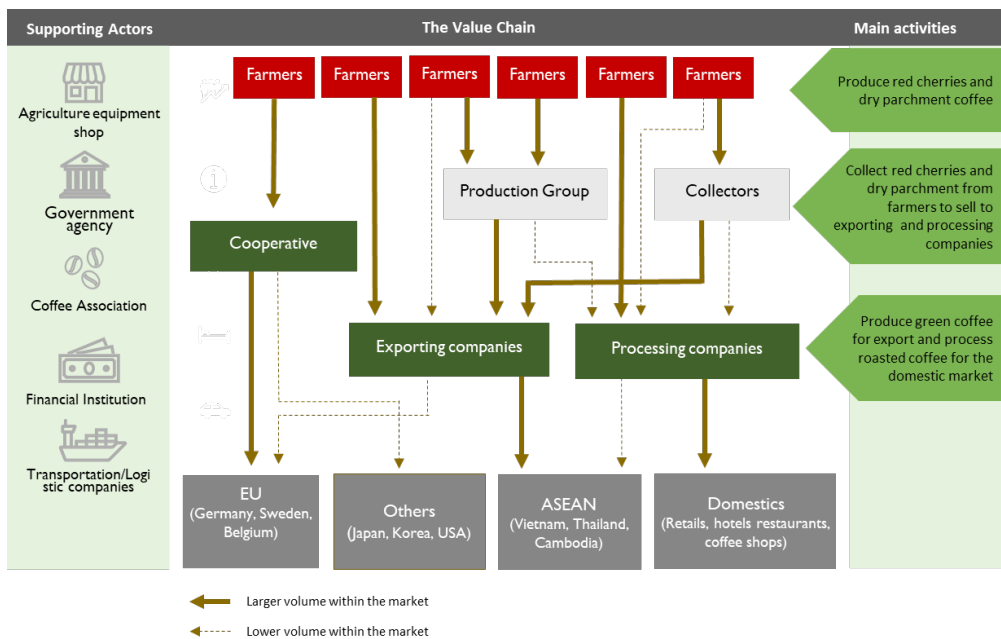 Supporting Actors
The Value Chain
Main activities
Agriculture equipment
shop
Government
agency
Coffee Association
Financial Institution
Transportation/Logi
stic companies
Farmers
Farmers
Farmers
Farmers
Farmers
Farmers
Production Group
Collectors
Cooperative
Exporting companies
Processing companies
EU
(Germany, Sweden,
Belgium)
Others
(Japan, Korea, USA)
ASEAN
(Vietnam, Thailand,
Cambodia)
Domestics
(Retails, hotels restaurants,
coffee shops)
Produce red cherries and
dry parchment coffee
Collect red cherries and
dry parchment from
farmers to sell to
exporting and processing
companies
Produce green coffee
for export and process
roasted coffee for the
domestic market
Larger volume within the market
Lower volume within the market